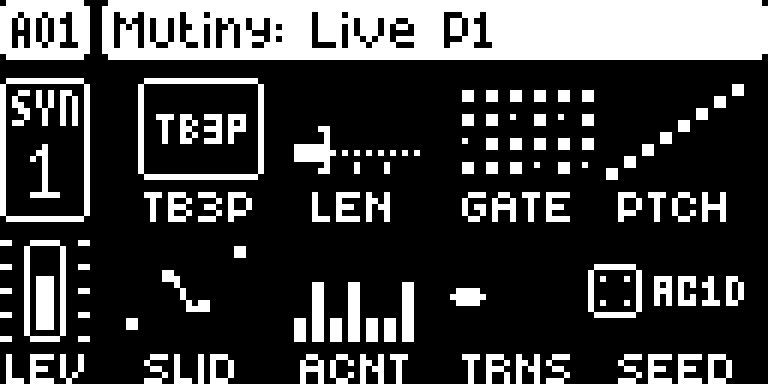 A01 Mutiny: Live P1
SYN TB3P
1
TB3P LEN GATE PTCH
AC1D
LEV SLID ACNT TRNS SEED